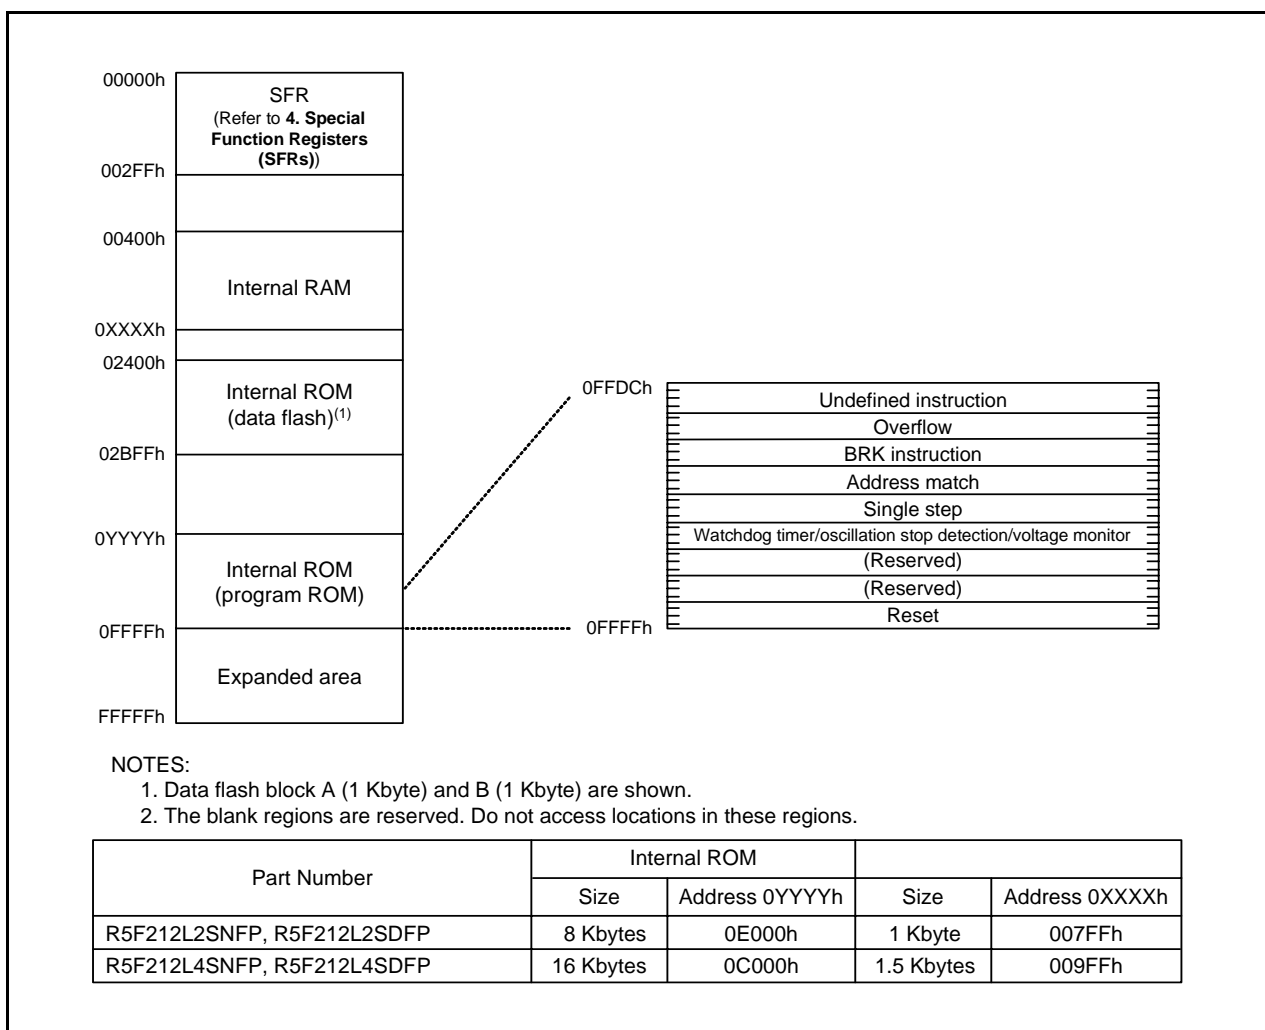 00000h
SFR
(Refer to 4. Special
Function Registers
(SFRs))
002FFh
00400h
Internal RAM
0XXXXh
02400h
Internal ROM
(data flash)(1)
02BFFh
0YYYYh
Internal ROM
(program ROM)
0FFFFh
Expanded area
FFFFFh
0FFDCh
Undefined instruction
Overflow
BRK instruction
Address match
Single step
Watchdog timer/oscillation stop detection/voltage monitor
(Reserved)
(Reserved)
Reset
0FFFFh
NOTES:
1. Data flash block A (1 Kbyte) and B (1 Kbyte) are shown.
2. The blank regions are reserved. Do not access locations in these regions.
Part Number Internal ROM
Size Address 0YYYYh Size Address 0XXXXh
R5F212L2SNFP, R5F212L2SDFP 8 Kbytes 0E000h 1 Kbyte 007FFh
R5F212L4SNFP, R5F212L4SDFP 16 Kbytes 0C000h 1.5 Kbytes 009FFh